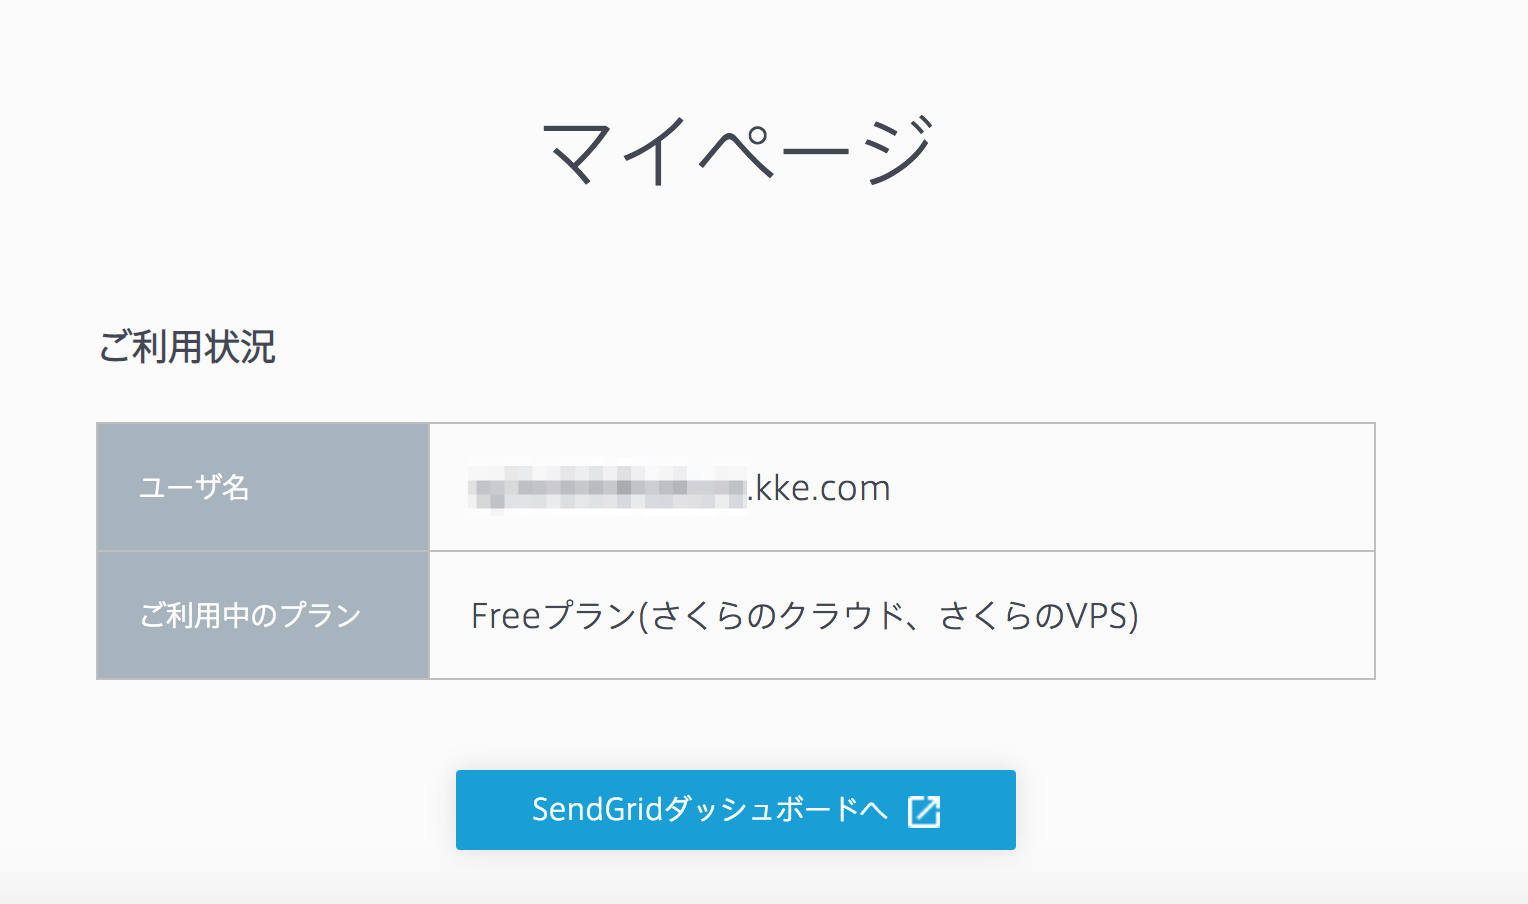 マイページ
ご利用状況
ユーザ名
.kke.com
ご利用中のプラン
Freeプラン(さくらのクラウド、さくらのVPS)
SendGridダッシュボードへ